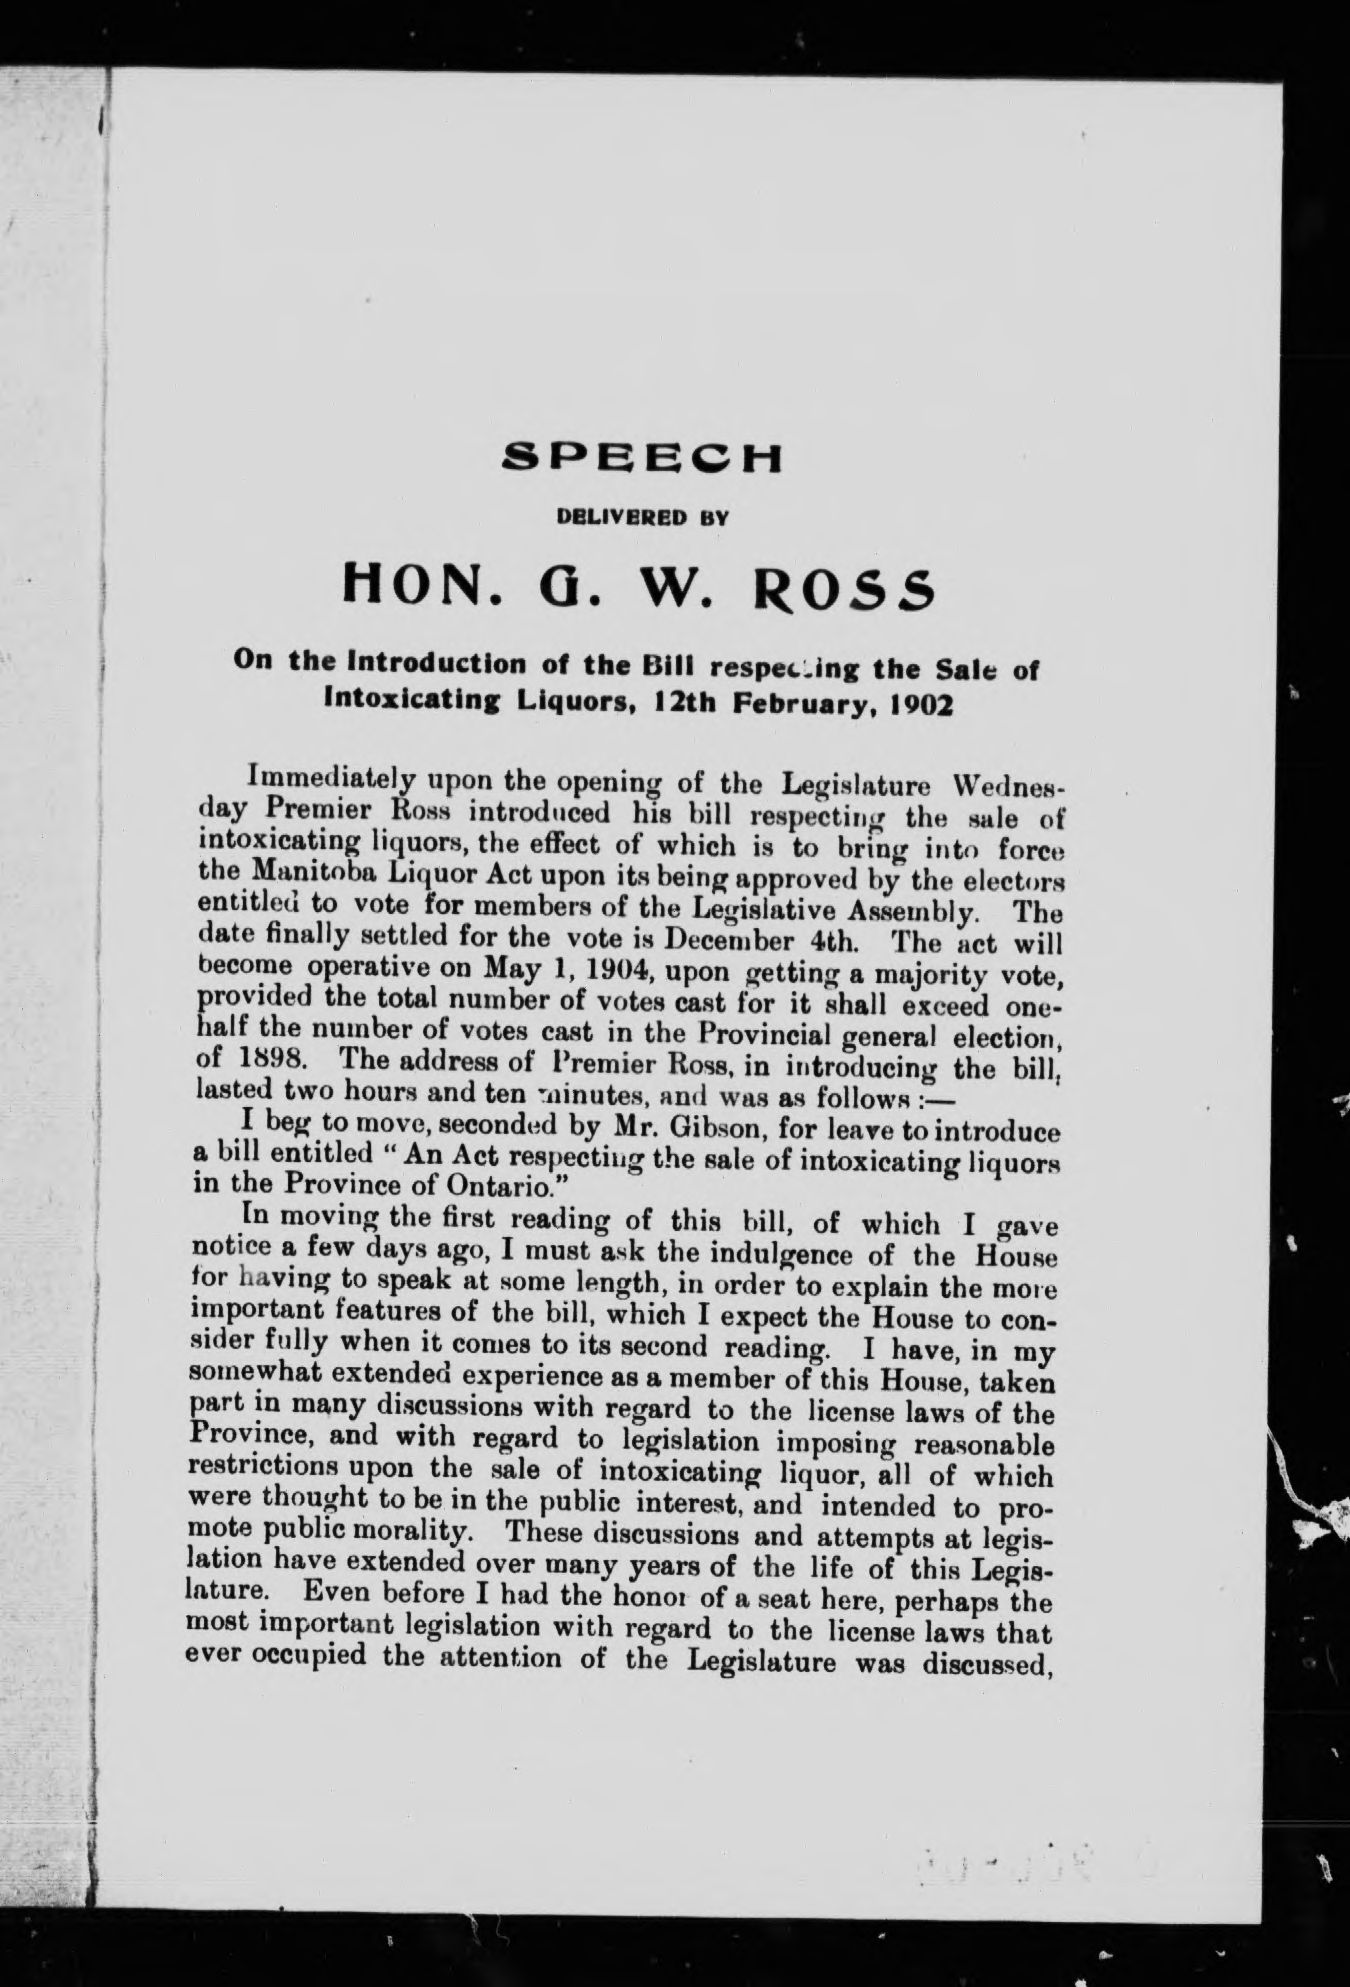 SPEECH
DELIVERED BY
HON. G. W. ROSS
On the Introduction of the Bill respecting the Sale of
Intoxicating Liquors, 12th February, 1902
Immediately upon the opening of the Legislature Wednes-
day Premier Ross introduced his bill respecting the sale of
intoxicating liquors, the effect of which is to bring into force
the Manitoba Liquor Act upon its being approved by the electors
entitled to vote for members of the Legislative Assembly. The
date finally settled for the vote is December 4th. The act will
become operative on May 1, 1904, upon getting a majority vote,
provided the total number of votes cast for it shall exceed one-
half the number of votes cast in the Provincial general election,
of 1898. The address of Premier Ross, in introducing the bill,
lasted two hours and ten minutes, and was as follows :—
I beg to move, seconded by Mr. Gibson, for leave to introduce
a bill entitled “ An Act respecting the sale of intoxicating liquors
in the Province of Ontario.”
In moving the first reading of this bill, of which I gave
notice a few days ago, I must ask the indulgence of the House
for having to speak at some length, in order to explain the more
important features of the bill, which I expect the House to con-
sider fully when it comes to its second reading. I have, in my
somewhat extended experience as a member of this House, taken
part in many discussions with regard to the license laws of the
Province, and with regard to legislation imposing reasonable
restrictions upon the sale of intoxicating liquor, all of which
were thought to be in the public interest, and intended to pro-
mote public morality. These discussions and attempts at legis-
lation have extended over many years of the life of this Legis-
lature. Even before I had the honor of a seat here, perhaps the
most important legislation with regard to the license laws that
ever occupied the attention of the Legislature was discussed,